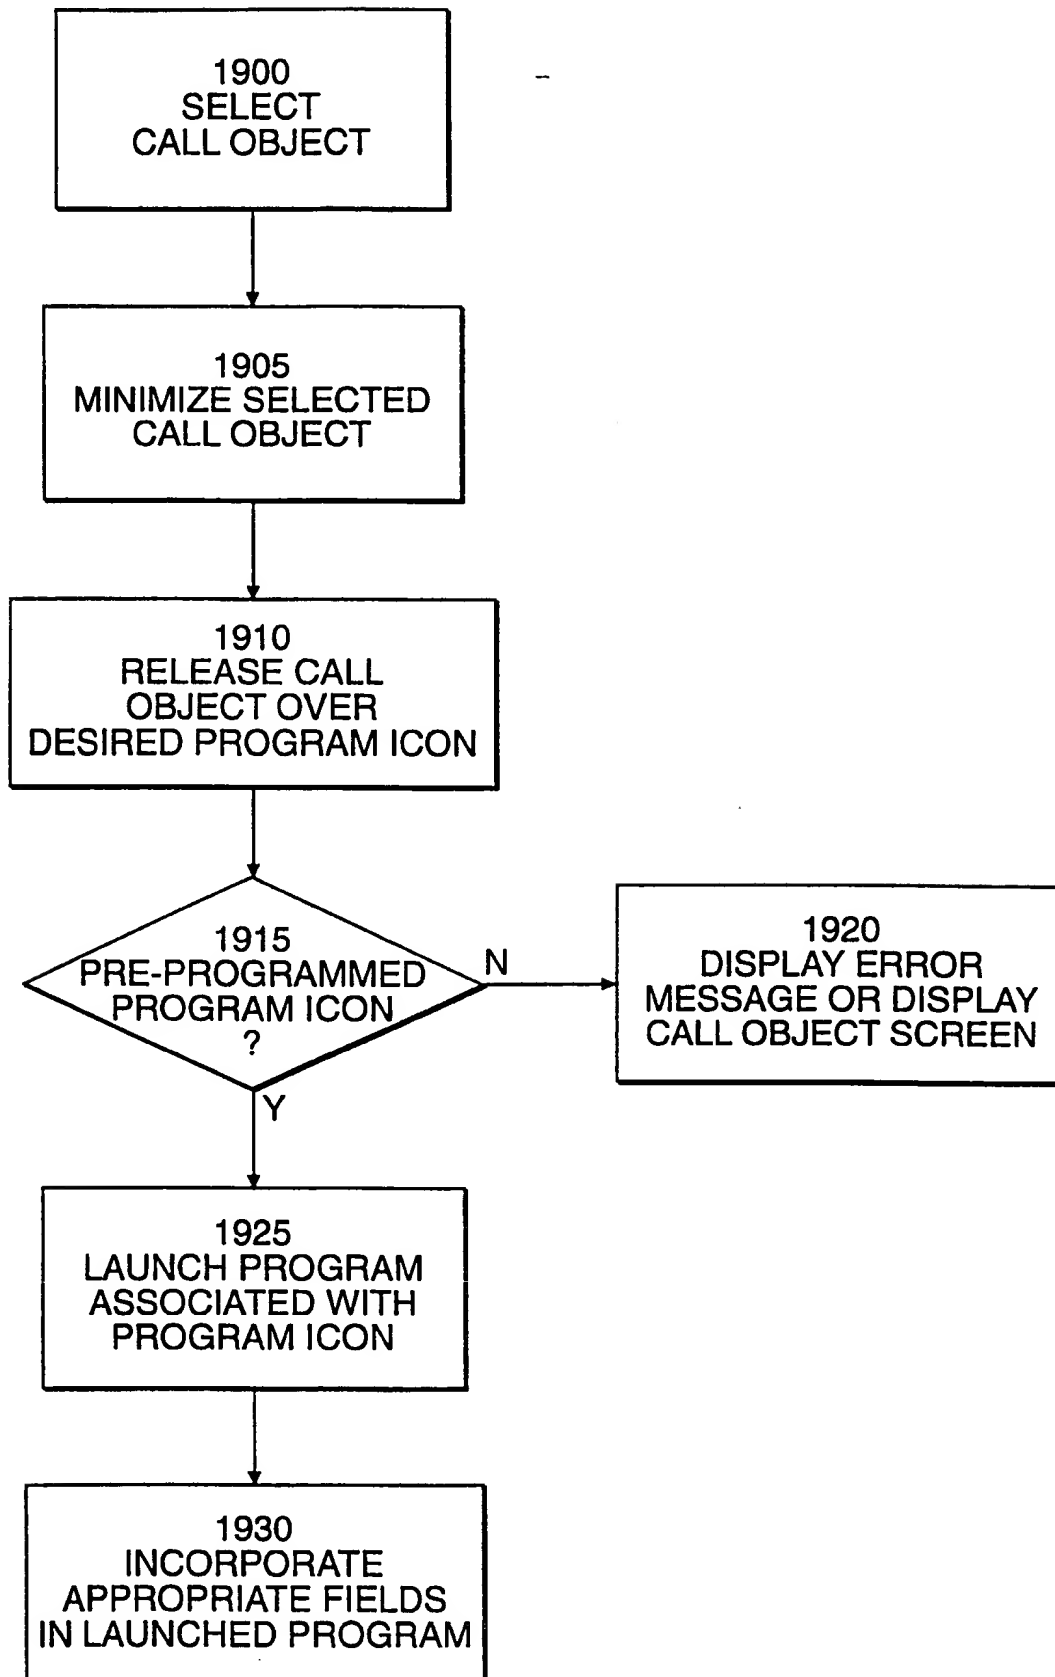 1900
SELECT
CALL OBJECT
1905
MINIMIZE SELECTED
CALL OBJECT
1910
RELEASE CALL
OBJECT OVER
DESIRED PROGRAM ICON
1915
PRE-PROGRAMMED
PROGRAM ICON
?
N
1920
DISPLAY ERROR
MESSAGE OR DISPLAY
CALL OBJECT SCREEN
Y
1925
LAUNCH PROGRAM
ASSOCIATED WITH
PROGRAM ICON
1930
INCORPORATE
APPROPRIATE FIELDS
IN LAUNCHED PROGRAM